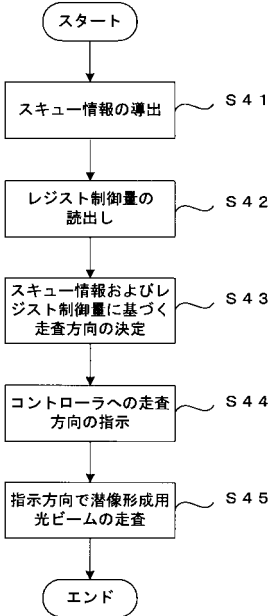 スタート
スキュー情報の導出
S41
レジスト制御量の
読出し
S42
スキュー情報およびレ
ジスト制御量に基づく
走査方向の決定
S43
コントローラへの走査
方向の指示
S44
指示方向で潜像形成用
光ビームの走査
S45
エンド